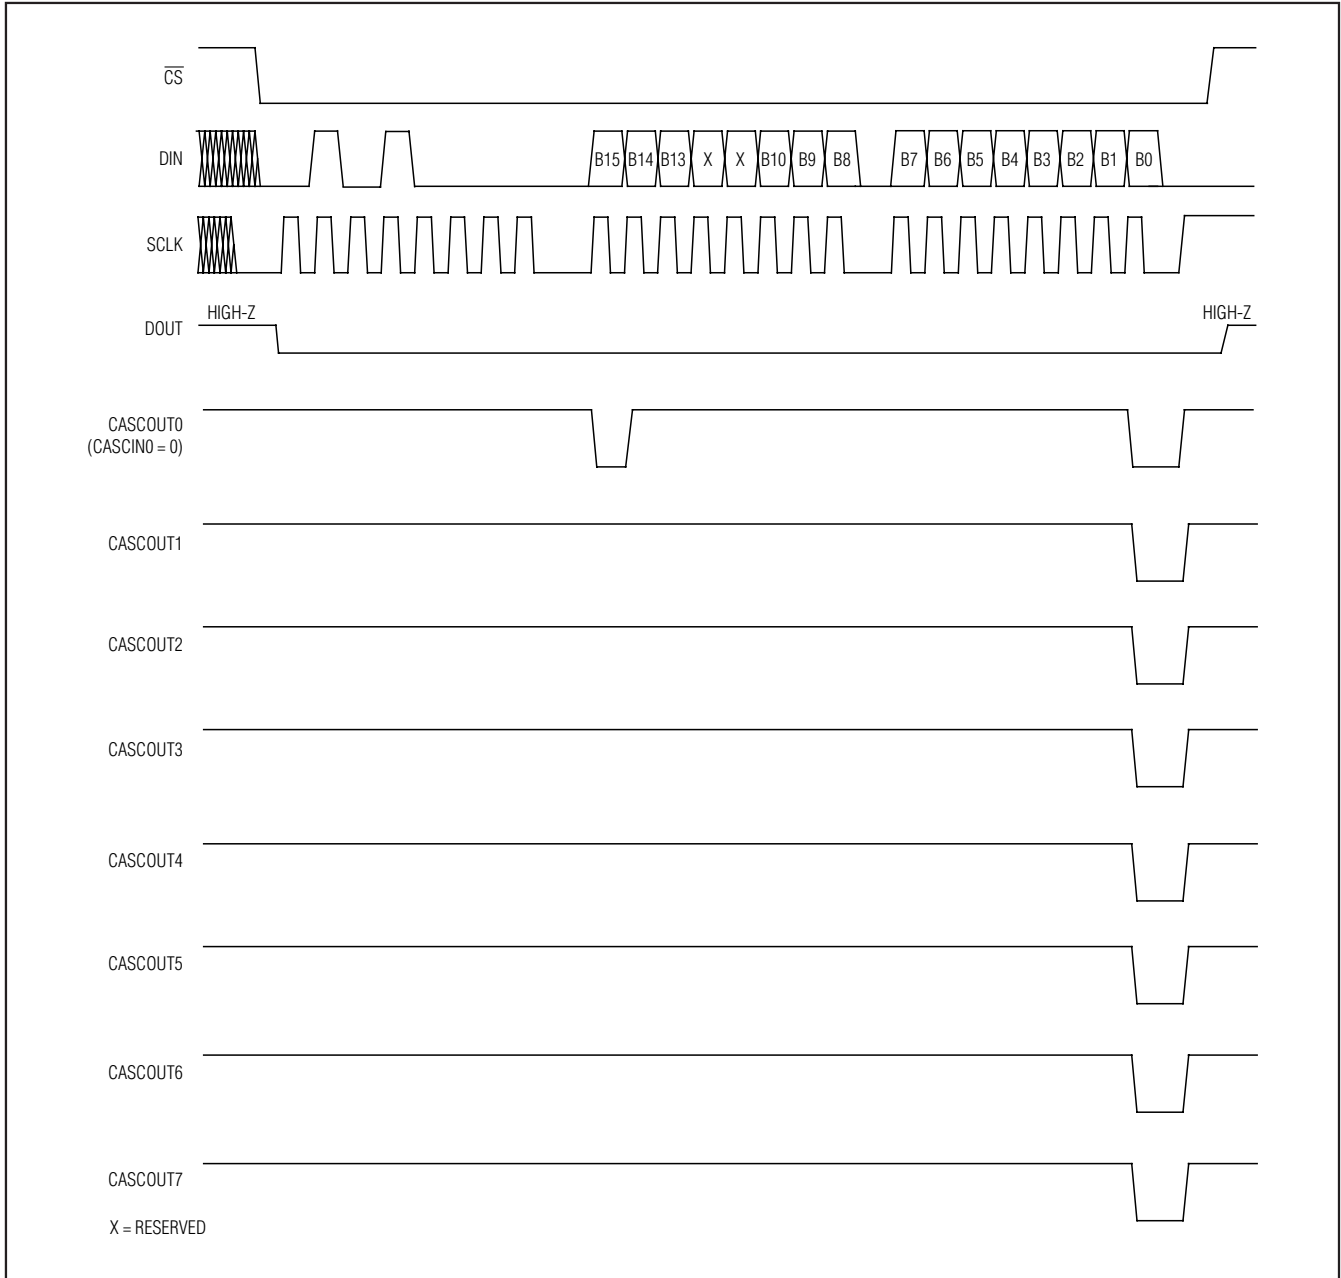 CS
DIN
B15 B14 B13 X X B10 B9 B8 B7 B6 B5 B4 B3 B2 B1 B0
SCLK
HIGH-Z HIGH-Z
DOUT
CASCOUT0
(CASCIN0 = 0)
CASCOUT1
CASCOUT2
CASCOUT3
CASCOUT4
CASCOUT5
CASCOUT6
CASCOUT7
X = RESERVED